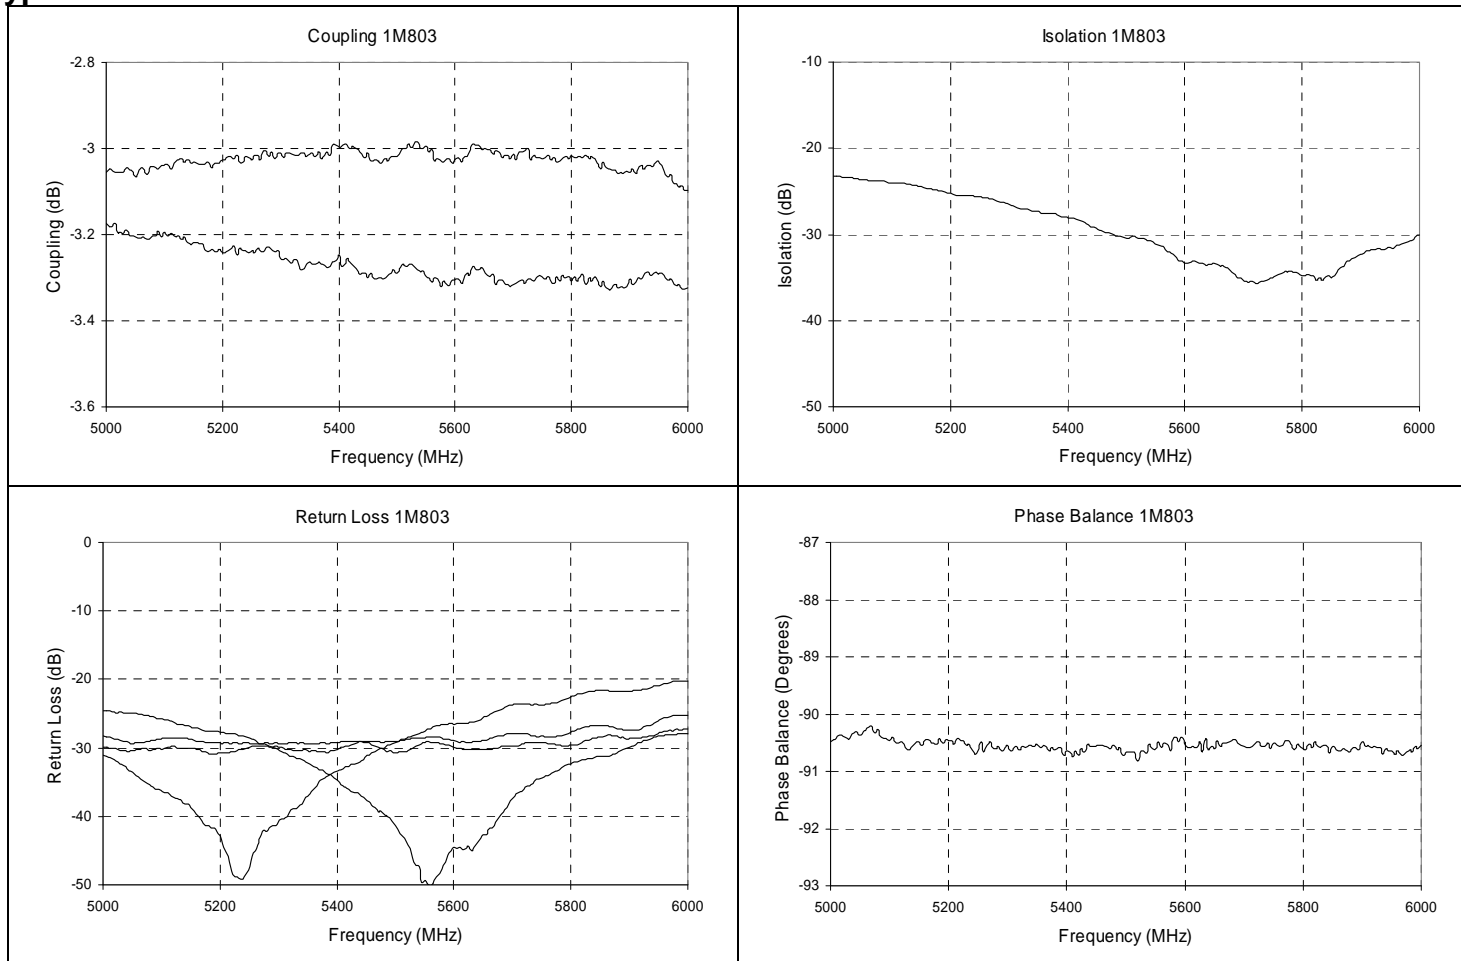 Coupling 1M803
-2.8
-3
-3.2
-3.4
-3.6
Coupling (dB)
5000 5200 5400 5600 5800 6000
Frequency (MHz)
Isolation 1M803
-10
-20
-30
-40
-50
Isolation (dB)
5000 5200 5400 5600 5800 6000
Frequency (MHz)
Return Loss 1M803
0
-10
-20
-30
-40
-50
Return Loss (dB)
5000 5200 5400 5600 5800 6000
Frequency (MHz)
Phase Balance 1M803
-87
-88
-89
-90
-91
-92
-93
Phase Balance (Degrees)
5000 5200 5400 5600 5800 6000
Frequency (MHz)